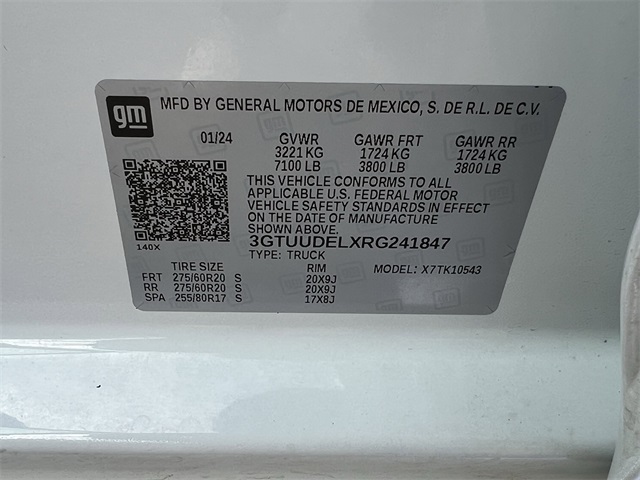 gm
MFD BY GENERAL MOTORS DE MEXICO, S. DE R.L. DE C.V.
01/24 GVWR GAWR FRT GAWR RR
3221 KG 1724 KG 1724 KG
7100 LB 3800 LB 3800 LB
THIS VEHICLE CONFORMS TO ALL
APPLICABLE U.S. FEDERAL MOTOR
VEHICLE SAFETY STANDARDS IN EFFECT
ON THE DATE OF MANUFACTURE
SHOWN ABOVE.
140X
3GTUUDELXRG241847
TYPE: TRUCK
TIRE SIZE RIM MODEL: X7TK10543
FRT 275/60R20 S 20X9J
RR 275/60R20 S 20X9J
SPA 255/80R17 S 17X8J